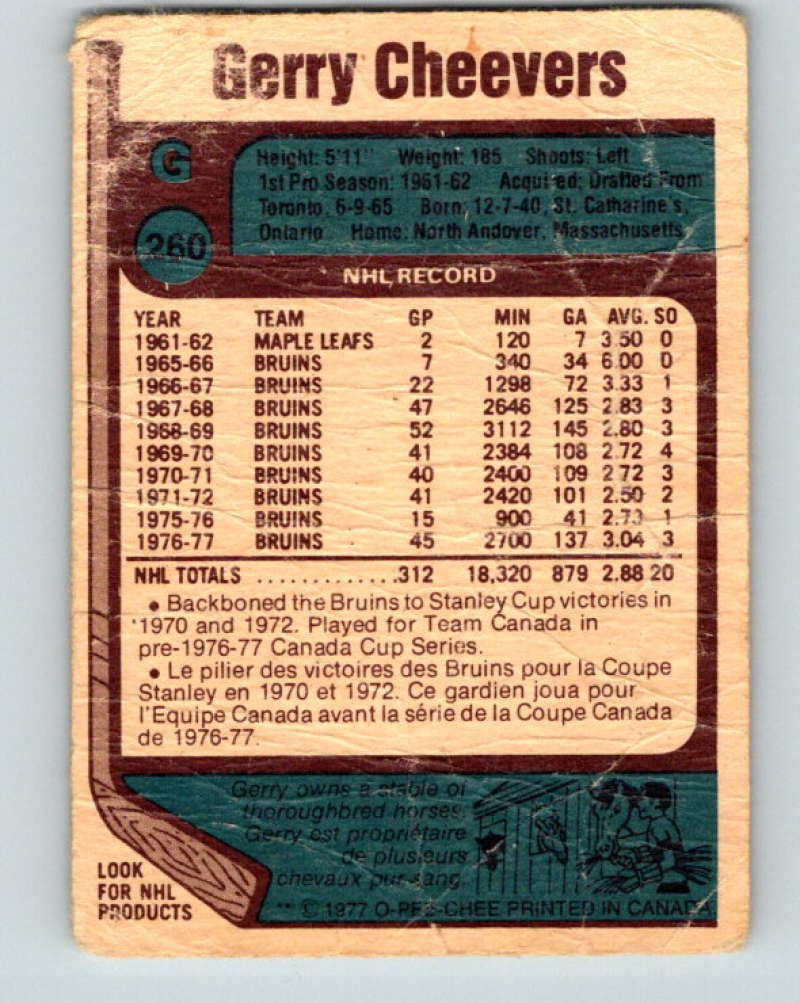 Gerry Cheevers
G
Height: 5'11" Weight: 185 Shoots: Left
1st Pro Season: 1961-62 Acquired: Drafted From
Toronto, 6-9-65 Born: 12-7-40, St. Catharine's,
Ontario Home: North Andover, Massachusetts
260
NHL RECORD
YEAR TEAM GP MIN GA AVG. SO
1961-62 MAPLE LEAFS 2 120 7 3.50 0
1965-66 BRUINS 7 340 34 6.00 0
1966-67 BRUINS 22 1298 72 3.33 1
1967-68 BRUINS 47 2646 125 2.83 3
1968-69 BRUINS 52 3112 145 2.80 3
1969-70 BRUINS 41 2384 108 2.72 4
1970-71 BRUINS 40 2400 109 2.72 3
1971-72 BRUINS 41 2420 101 2.50 2
1975-76 BRUINS 15 900 41 2.73 1
1976-77 BRUINS 45 2700 137 3.04 3
NHL TOTALS ..............312 18,320 879 2.88 20
• Backboned the Bruins to Stanley Cup victories in
1970 and 1972. Played for Team Canada in
pre-1976-77 Canada Cup Series.
• Le pilier des victoires des Bruins pour la Coupe
Stanley en 1970 et 1972. Ce gardien joua pour
l'Equipe Canada avant la série de la Coupe Canada
de 1976-77.
Gerry owns a stable of
thoroughbred horses.
Gerry est propriétaire
de plusieurs
chevaux pur-sang.
LOOK
FOR NHL
PRODUCTS
** © 1977 O-PEE-CHEE PRINTED IN CANADA